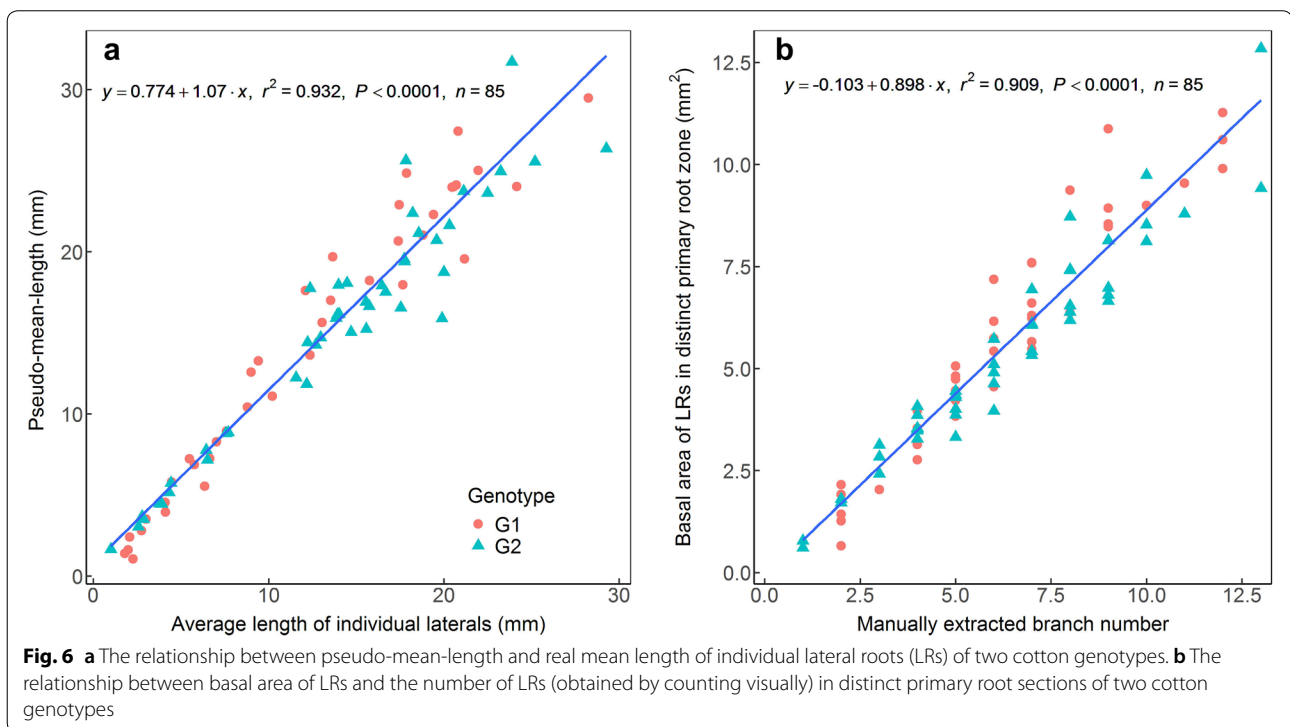 a
y = 0.774 + 1.07 · x, r² = 0.932, P < 0.0001, n = 85
Pseudo-mean-length (mm)
30
20
10
0
0 10 20 30
Average length of individual laterals (mm)
Genotype
G1
G2
b
y = -0.103 + 0.898 · x, r² = 0.909, P < 0.0001, n = 85
Basal area of LRs in distinct primary root zone (mm²)
12.5
10.0
7.5
5.0
2.5
0.0
0.0 2.5 5.0 7.5 10.0 12.5
Manually extracted branch number
Fig. 6 a The relationship between pseudo-mean-length and real mean length of individual lateral roots (LRs) of two cotton genotypes. b The
relationship between basal area of LRs and the number of LRs (obtained by counting visually) in distinct primary root sections of two cotton
genotypes